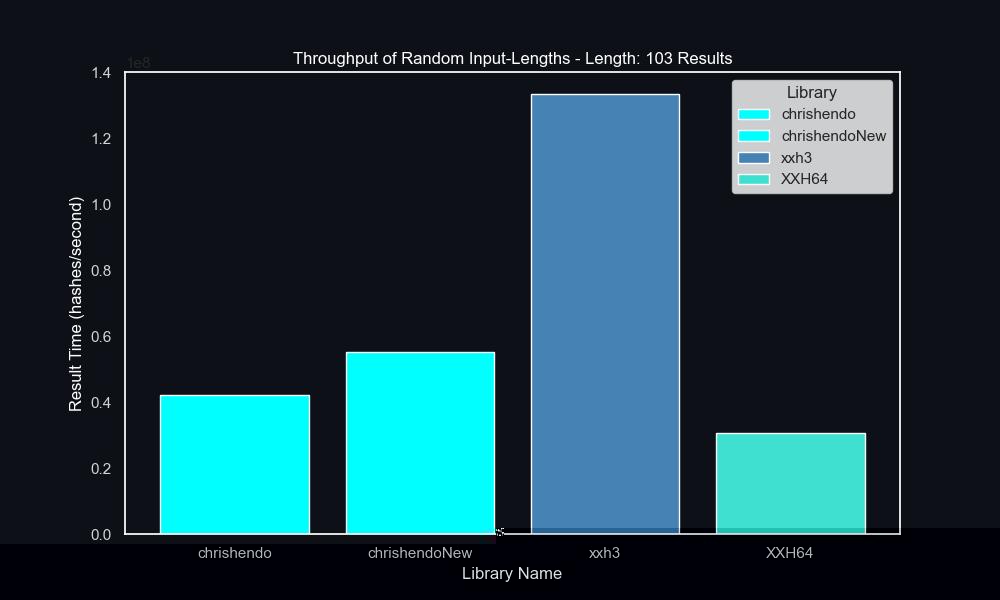 Throughput of Random Input-Lengths - Length: 103 Results
1e8
1.4
1.2
1.0
0.8
0.6
0.4
0.2
0.0
Result Time (hashes/second)
Library
chrishendo
chrishendoNew
xxh3
XXH64
chrishendo chrishendoNew xxh3 XXH64
Library Name